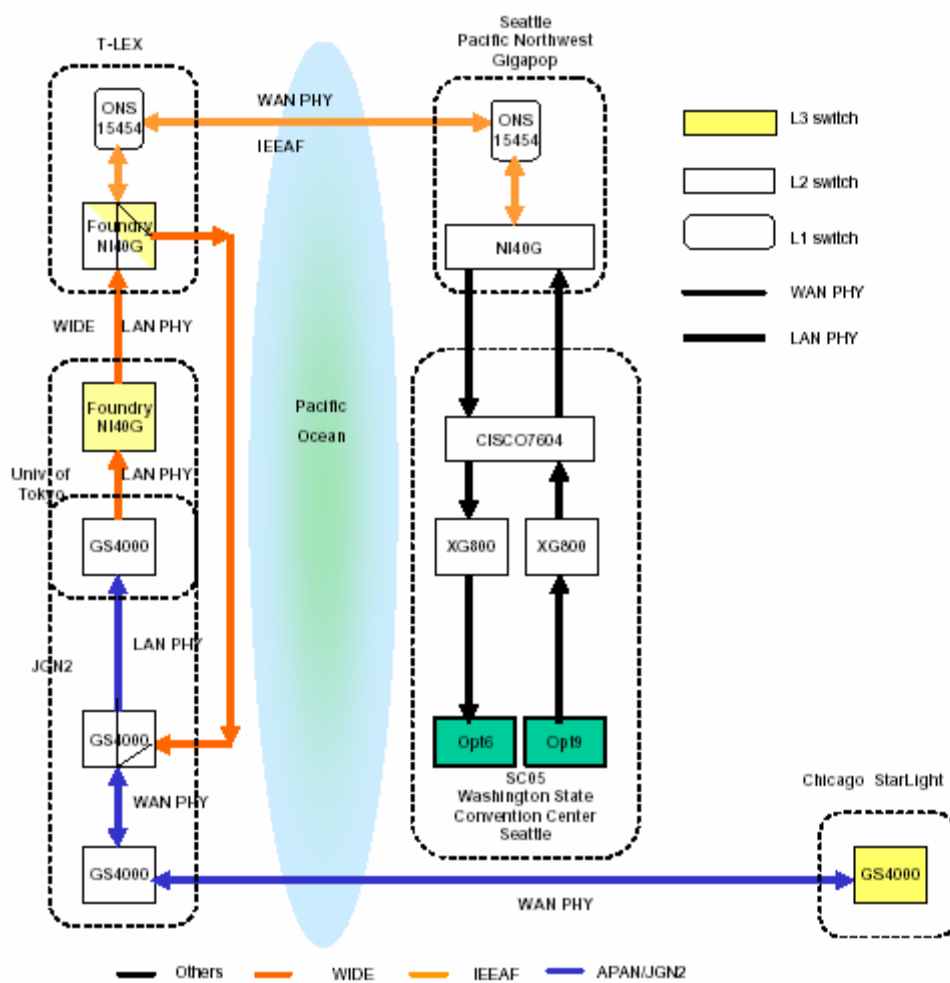 T-LEX
Seattle
Pacific Northwest
Gigapop
ONS
15454
WAN PHY
IEEAF
ONS
15454
L3 switch
L2 switch
L1 switch
WAN PHY
LAN PHY
Foundry
NI40G
NI40G
WIDE
LAN PHY
Foundry
NI40G
Pacific
Ocean
CISCO7604
Univ. of
Tokyo
LAN PHY
GS4000
XG800
XG800
LAN PHY
JGN2
GS4000
Opt6
Opt9
SC05
Washington State
Convention Center
Seattle
WAN PHY
Chicago StarLight
GS4000
GS4000
WAN PHY
Others
WIDE
IEEAF
APAN/JGN2